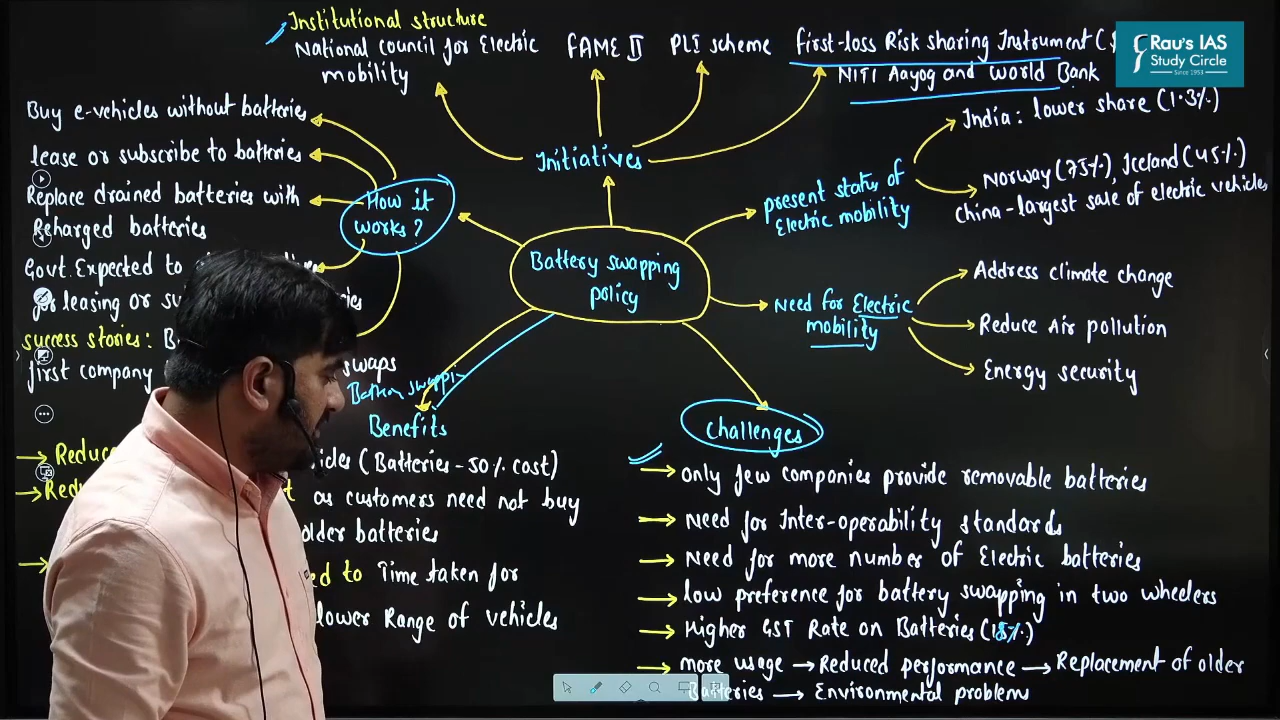 Institutional structure
National council for Electric
mobility
FAME II
PLI scheme
First-loss Risk sharing Instrument (
NITI Aayog and World Bank
Rau's IAS
Study Circle
Since 1953
Buy e-vehicles without batteries
lease or subscribe to batteries
Replace drained batteries with
Recharged batteries
Govt. Expected to
for leasing or
success stories:
first company
swaps
How it
works?
Initiatives
Battery swapping
policy
present status of
Electric mobility
India: lower share (1.3%)
Norway (75%), Iceland (45%)
China - largest sale of electric vehicles
Need for Electric
mobility
Address climate change
Reduce Air pollution
Energy security
Benefits
Reduce
(Batteries - 50% cost)
as customers need not buy
older batteries
to Time taken for
lower Range of vehicles
challenges
only few companies provide removable batteries
Need for Inter-operability standards
Need for more number of Electric batteries
low preference for battery swapping in two wheelers
Higher GST Rate on Batteries (18%)
more usage → Reduced performance → Replacement of older
Batteries → Environmental problems